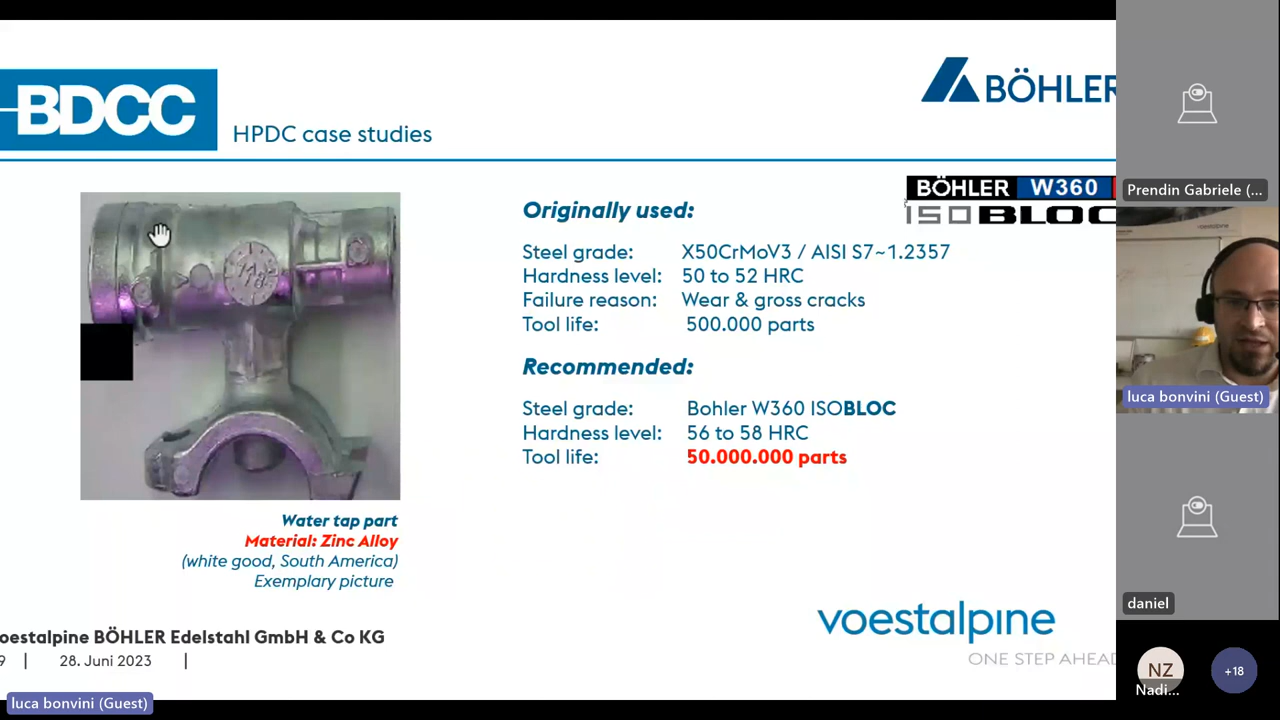 BDCC
HPDC case studies
BÖHLER
BÖHLER W360
ISOBLOC
Originally used:
Steel grade: X50CrMoV3 / AISI S7~1.2357
Hardness level: 50 to 52 HRC
Failure reason: Wear & gross cracks
Tool life: 500.000 parts
Recommended:
Steel grade: Bohler W360 ISOBLOC
Hardness level: 56 to 58 HRC
Tool life: 50.000.000 parts
Water tap part
Material: Zinc Alloy
(white good, South America)
Exemplary picture
oestalpine BÖHLER Edelstahl GmbH & Co KG
9 | 28. Juni 2023 |
voestalpine
ONE STEP AHEA
luca bonvini (Guest)
Prendin Gabriele (...
voestalpine
luca bonvini (Guest)
daniel
NZ
Nadi...
+18